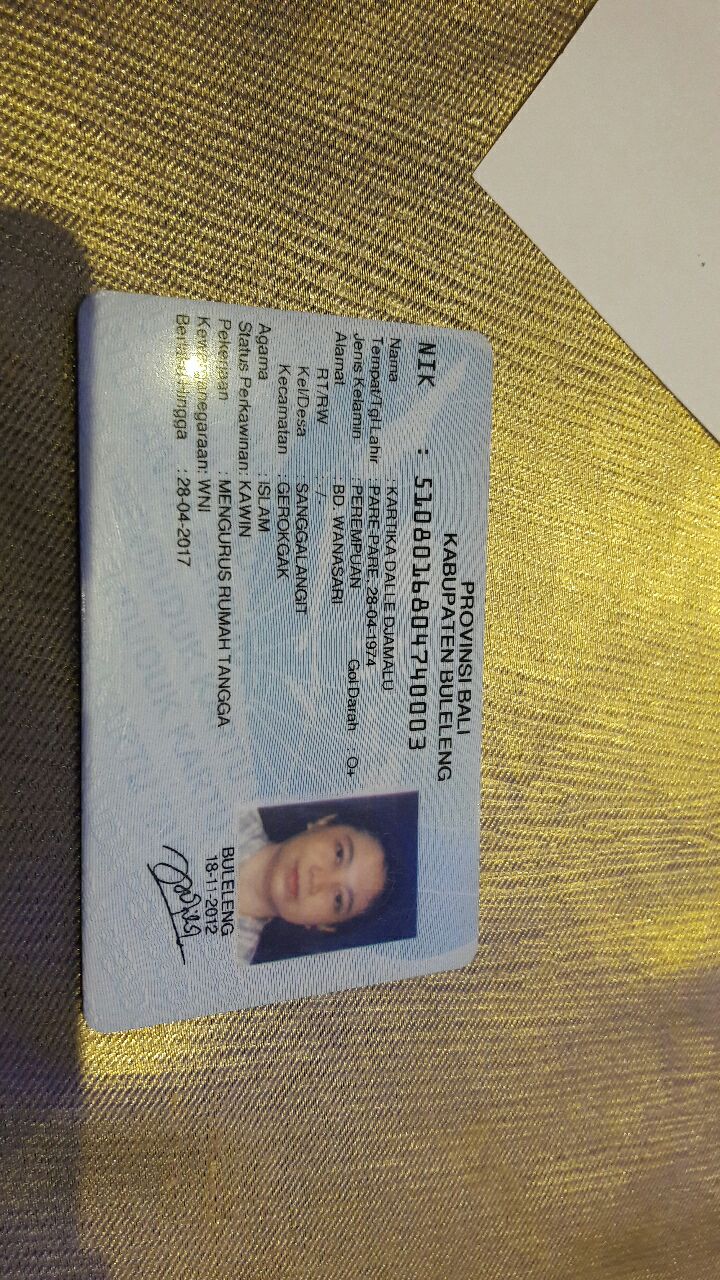 PROVINSI BALI
KABUPATEN BULELENG
NIK : 5108016804740003
Nama : KARTIKA DALLE DJAMALU
Tempat/Tgl Lahir : PARE-PARE, 28-04-1974
Jenis Kelamin : PEREMPUAN Gol Darah : O+
Alamat : BD. WANASARI
RT/RW : /
Kel/Desa : SANGGALANGIT
Kecamatan : GEROKGAK
Agama : ISLAM
Status Perkawinan: KAWIN
Pekerjaan : MENGURUS RUMAH TANGGA
Kewarganegaraan: WNI
Berlaku Hingga : 28-04-2017
BULELENG
18-11-2012